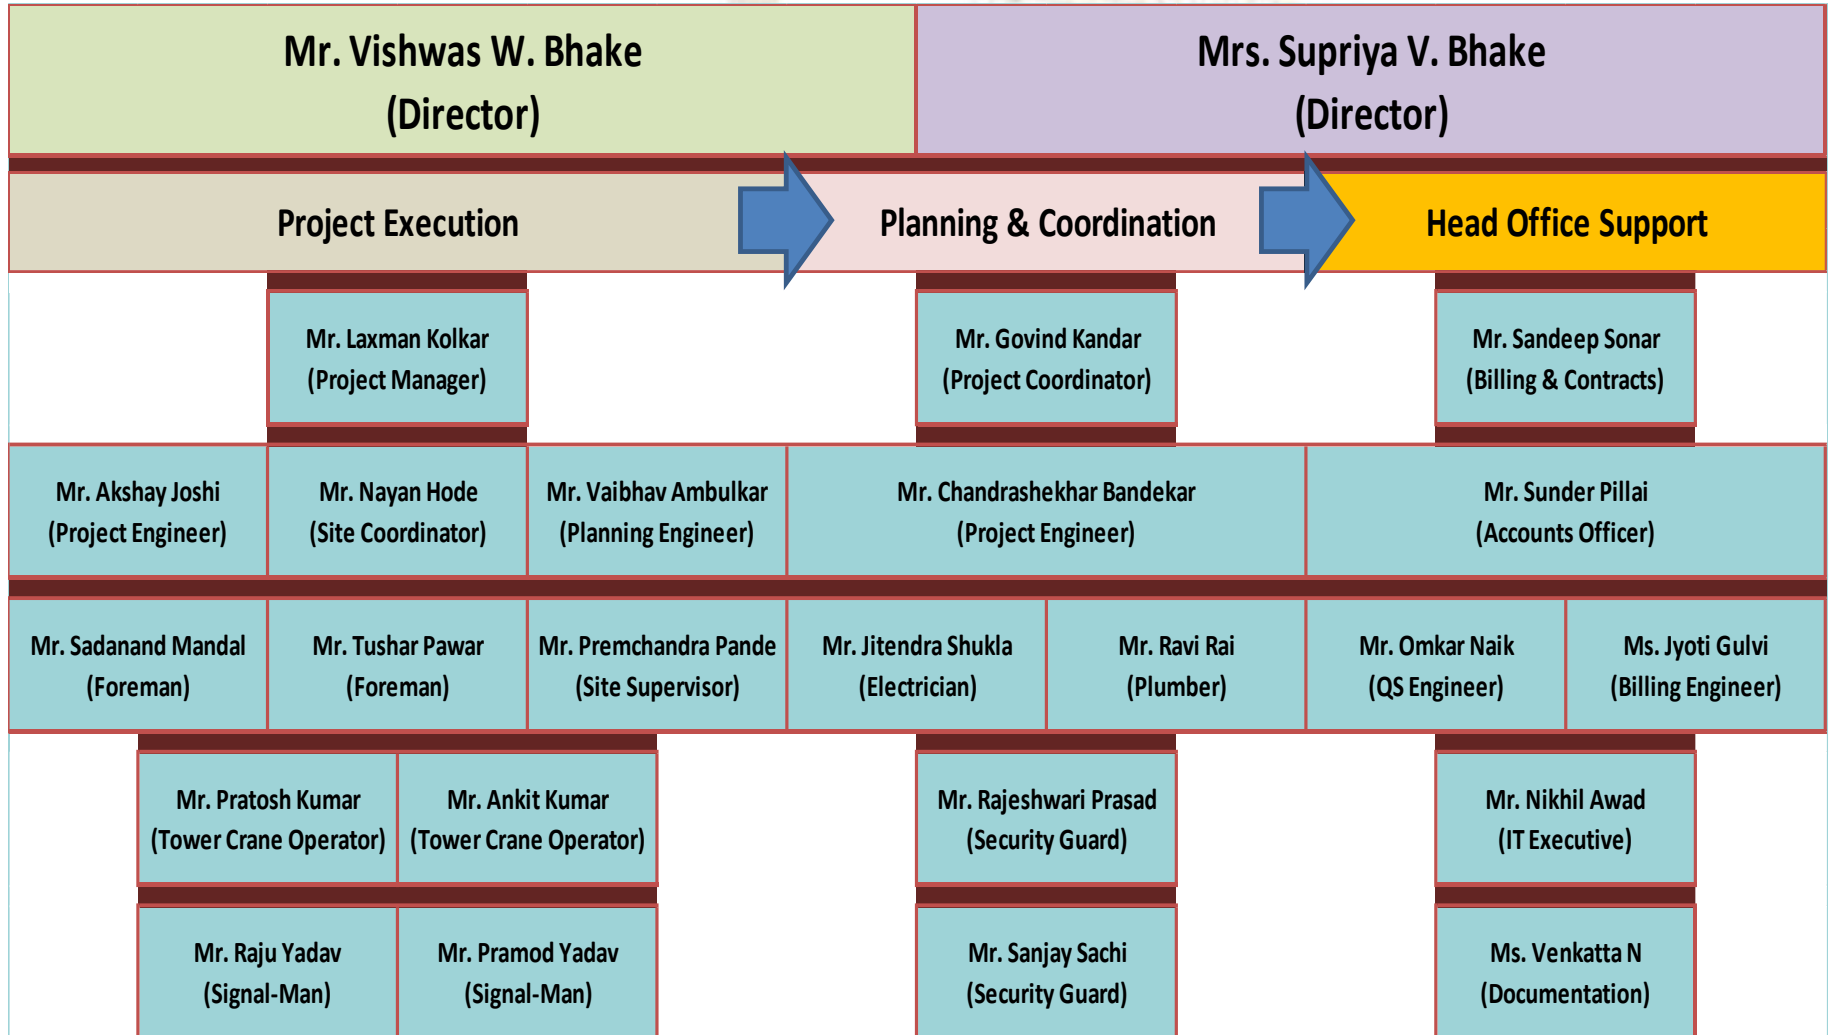 Mr. Vishwas W. Bhake
(Director)
Mrs. Supriya V. Bhake
(Director)
Project Execution
Planning & Coordination
Head Office Support
Mr. Laxman Kolkar
(Project Manager)
Mr. Govind Kandar
(Project Coordinator)
Mr. Sandeep Sonar
(Billing & Contracts)
Mr. Akshay Joshi
(Project Engineer)
Mr. Nayan Hode
(Site Coordinator)
Mr. Vaibhav Ambulkar
(Planning Engineer)
Mr. Chandrashekhar Bandekar
(Project Engineer)
Mr. Sunder Pillai
(Accounts Officer)
Mr. Sadanand Mandal
(Foreman)
Mr. Tushar Pawar
(Foreman)
Mr. Premchandra Pande
(Site Supervisor)
Mr. Jitendra Shukla
(Electrician)
Mr. Ravi Rai
(Plumber)
Mr. Omkar Naik
(QS Engineer)
Ms. Jyoti Gulvi
(Billing Engineer)
Mr. Pratosh Kumar
(Tower Crane Operator)
Mr. Ankit Kumar
(Tower Crane Operator)
Mr. Rajeshwari Prasad
(Security Guard)
Mr. Nikhil Awad
(IT Executive)
Mr. Raju Yadav
(Signal-Man)
Mr. Pramod Yadav
(Signal-Man)
Mr. Sanjay Sachi
(Security Guard)
Ms. Venkatta N
(Documentation)